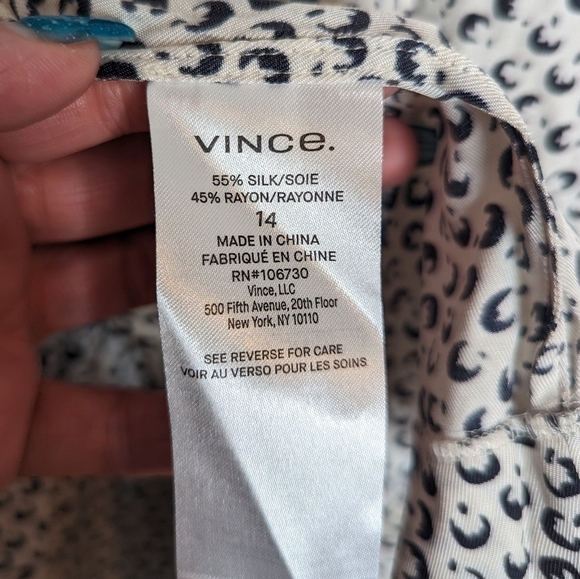 VINCE.
55% SILK/SOIE
45% RAYON/RAYONNE
14
MADE IN CHINA
FABRIQUÉ EN CHINE
RN#106730
Vince, LLC
500 Fifth Avenue, 20th Floor
New York, NY 10110
SEE REVERSE FOR CARE
VOIR AU VERSO POUR LES SOINS